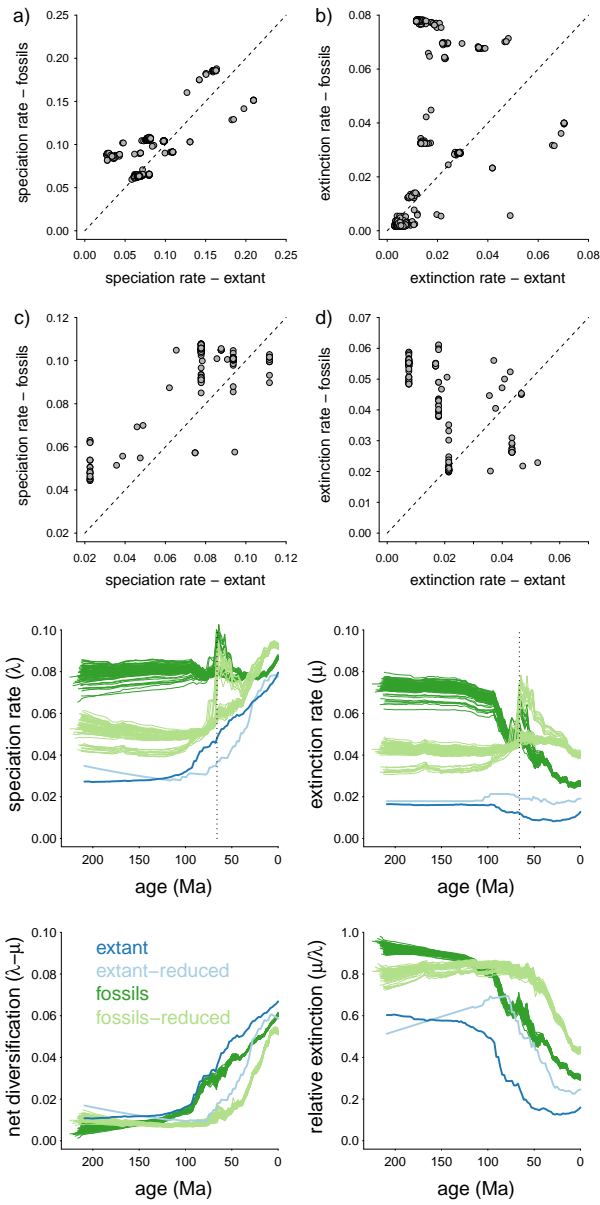 a)
speciation rate − fossils
0.25
0.20
0.15
0.10
0.05
0.00
0.00 0.05 0.10 0.15 0.20 0.25
speciation rate − extant
b)
extinction rate − fossils
0.08
0.06
0.04
0.02
0.00
0.00 0.02 0.04 0.06 0.08
extinction rate − extant
c)
speciation rate − fossils
0.12
0.10
0.08
0.06
0.04
0.02
0.02 0.04 0.06 0.08 0.10 0.12
speciation rate − extant
d)
extinction rate − fossils
0.07
0.06
0.05
0.04
0.03
0.02
0.01
0.00
0.00 0.02 0.04 0.06
extinction rate − extant
speciation rate (λ)
0.10
0.08
0.06
0.04
0.02
0.00
200 150 100 50 0
age (Ma)
extinction rate (μ)
0.10
0.08
0.06
0.04
0.02
0.00
200 150 100 50 0
age (Ma)
net diversification (λ−μ)
0.10
0.08
0.06
0.04
0.02
0.00
extant
extant−reduced
fossils
fossils−reduced
200 150 100 50 0
age (Ma)
relative extinction (μ/λ)
1.0
0.8
0.6
0.4
0.2
0.0
200 150 100 50 0
age (Ma)